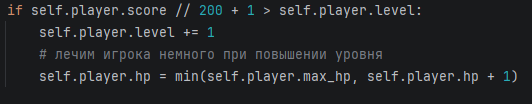 if self.player.score // 200 + 1 > self.player.level:
    self.player.level += 1
    # лечим игрока немного при повышении уровня
    self.player.hp = min(self.player.max_hp, self.player.hp + 1)